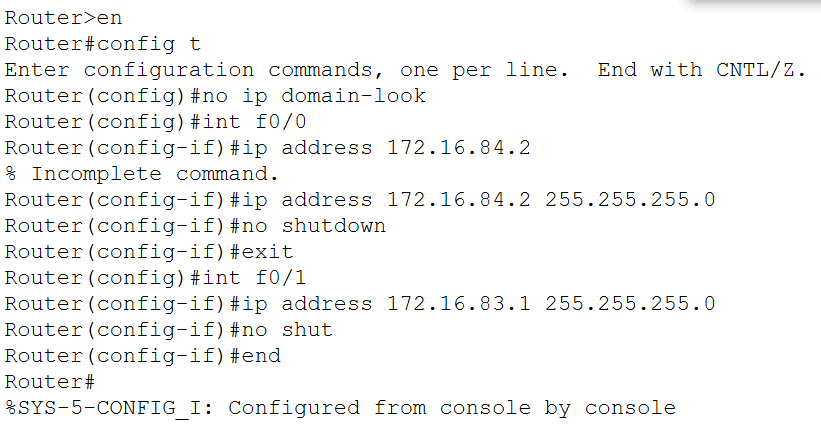 Router>en
Router#config t
Enter configuration commands, one per line.  End with CNTL/Z.
Router(config)#no ip domain-look
Router(config)#int f0/0
Router(config-if)#ip address 172.16.84.2
% Incomplete command.
Router(config-if)#ip address 172.16.84.2 255.255.255.0
Router(config-if)#no shutdown
Router(config-if)#exit
Router(config)#int f0/1
Router(config-if)#ip address 172.16.83.1 255.255.255.0
Router(config-if)#no shut
Router(config-if)#end
Router#
%SYS-5-CONFIG_I: Configured from console by console